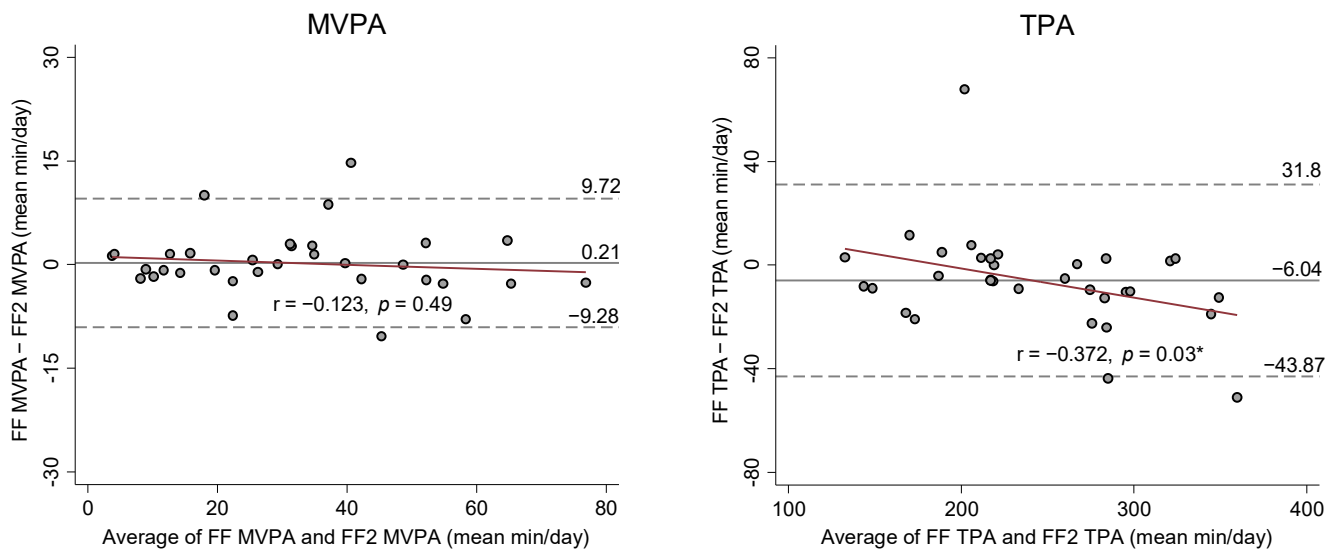 MVPA
FF MVPA − FF2 MVPA (mean min/day)
30
15
0
-15
-30
9.72
0.21
r = −0.123, p = 0.49
−9.28
0 20 40 60 80
Average of FF MVPA and FF2 MVPA (mean min/day)
TPA
FF TPA − FF2 TPA (mean min/day)
80
40
0
-40
-80
31.8
−6.04
r = −0.372, p = 0.03*
−43.87
100 200 300 400
Average of FF TPA and FF2 TPA (mean min/day)